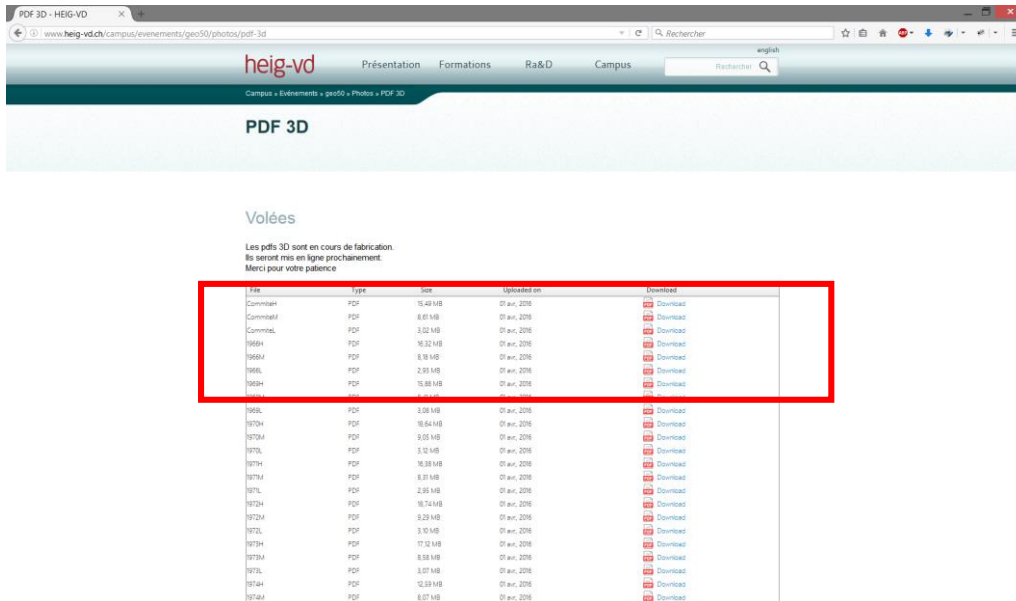 PDF 3D - HEIG-VD
www.heig-vd.ch/campus/evenements/geo50/photos/pdf-3d
Rechercher
english
heig-vd Présentation Formations Ra&D Campus Rechercher
Campus » Evénements » geo50 » Photos » PDF 3D
PDF 3D
Volées
Les pdfs 3D sont en cours de fabrication.
Ils seront mis en ligne prochainement.
Merci pour votre patience
File Type Size Uploaded on Download
CommiteH PDF 15,49 MB 01 avr, 2016 Download
CommiteM PDF 8,61 MB 01 avr, 2016 Download
CommiteL PDF 3,02 MB 01 avr, 2016 Download
1966H PDF 16,32 MB 01 avr, 2016 Download
1966M PDF 8,18 MB 01 avr, 2016 Download
1966L PDF 2,93 MB 01 avr, 2016 Download
1969H PDF 15,86 MB 01 avr, 2016 Download
1969L PDF 3,08 MB 01 avr, 2016 Download
1970H PDF 18,64 MB 01 avr, 2016 Download
1970M PDF 9,05 MB 01 avr, 2016 Download
1970L PDF 3,12 MB 01 avr, 2016 Download
1971H PDF 16,38 MB 01 avr, 2016 Download
1971M PDF 8,31 MB 01 avr, 2016 Download
1971L PDF 2,95 MB 01 avr, 2016 Download
1972H PDF 18,74 MB 01 avr, 2016 Download
1972M PDF 9,29 MB 01 avr, 2016 Download
1972L PDF 3,10 MB 01 avr, 2016 Download
1973H PDF 17,12 MB 01 avr, 2016 Download
1973M PDF 8,58 MB 01 avr, 2016 Download
1973L PDF 3,07 MB 01 avr, 2016 Download
1974H PDF 12,59 MB 01 avr, 2016 Download
1974M PDF 8,07 MB 01 avr, 2016 Download